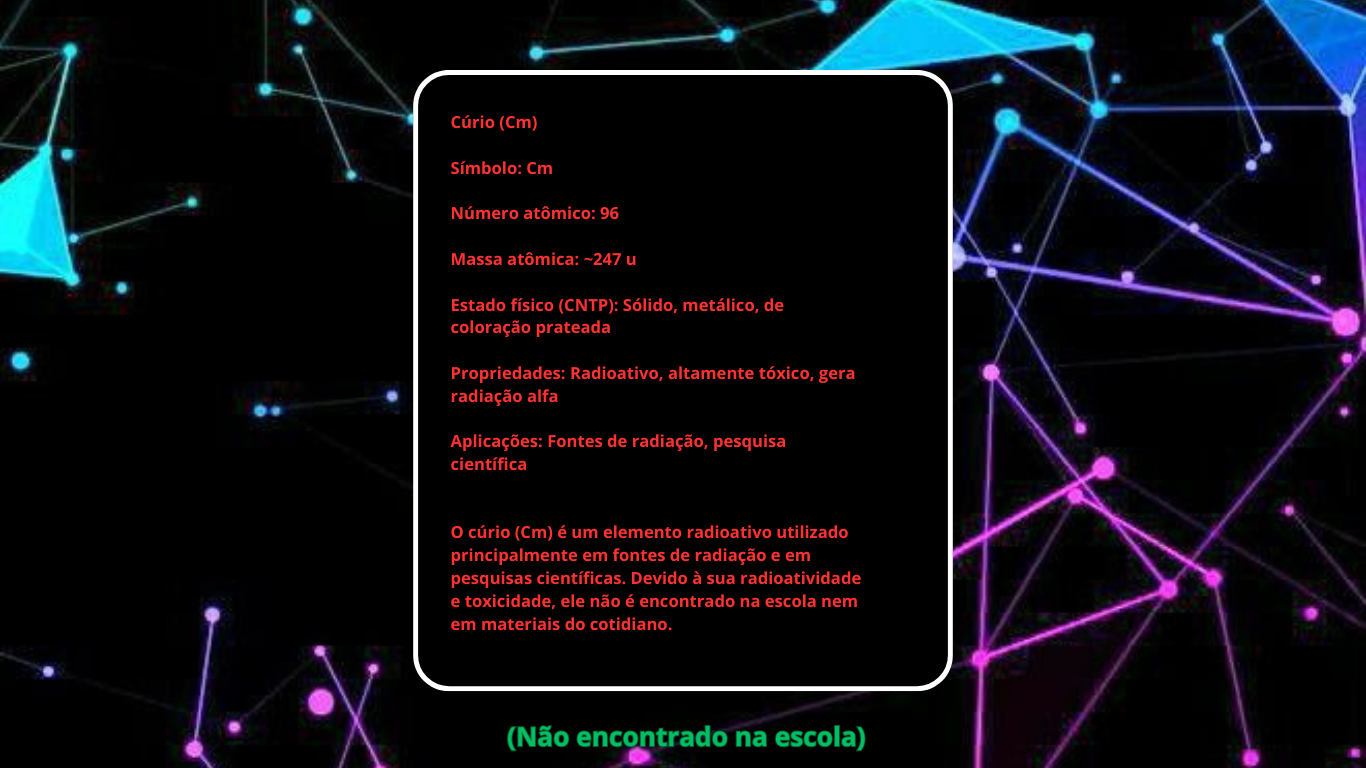 Cúrio (Cm)
Símbolo: Cm
Número atômico: 96
Massa atômica: ~247 u
Estado físico (CNTP): Sólido, metálico, de
coloração prateada
Propriedades: Radioativo, altamente tóxico, gera
radiação alfa
Aplicações: Fontes de radiação, pesquisa
científica
O cúrio (Cm) é um elemento radioativo utilizado
principalmente em fontes de radiação e em
pesquisas científicas. Devido à sua radioatividade
e toxicidade, ele não é encontrado na escola nem
em materiais do cotidiano.
(Não encontrado na escola)